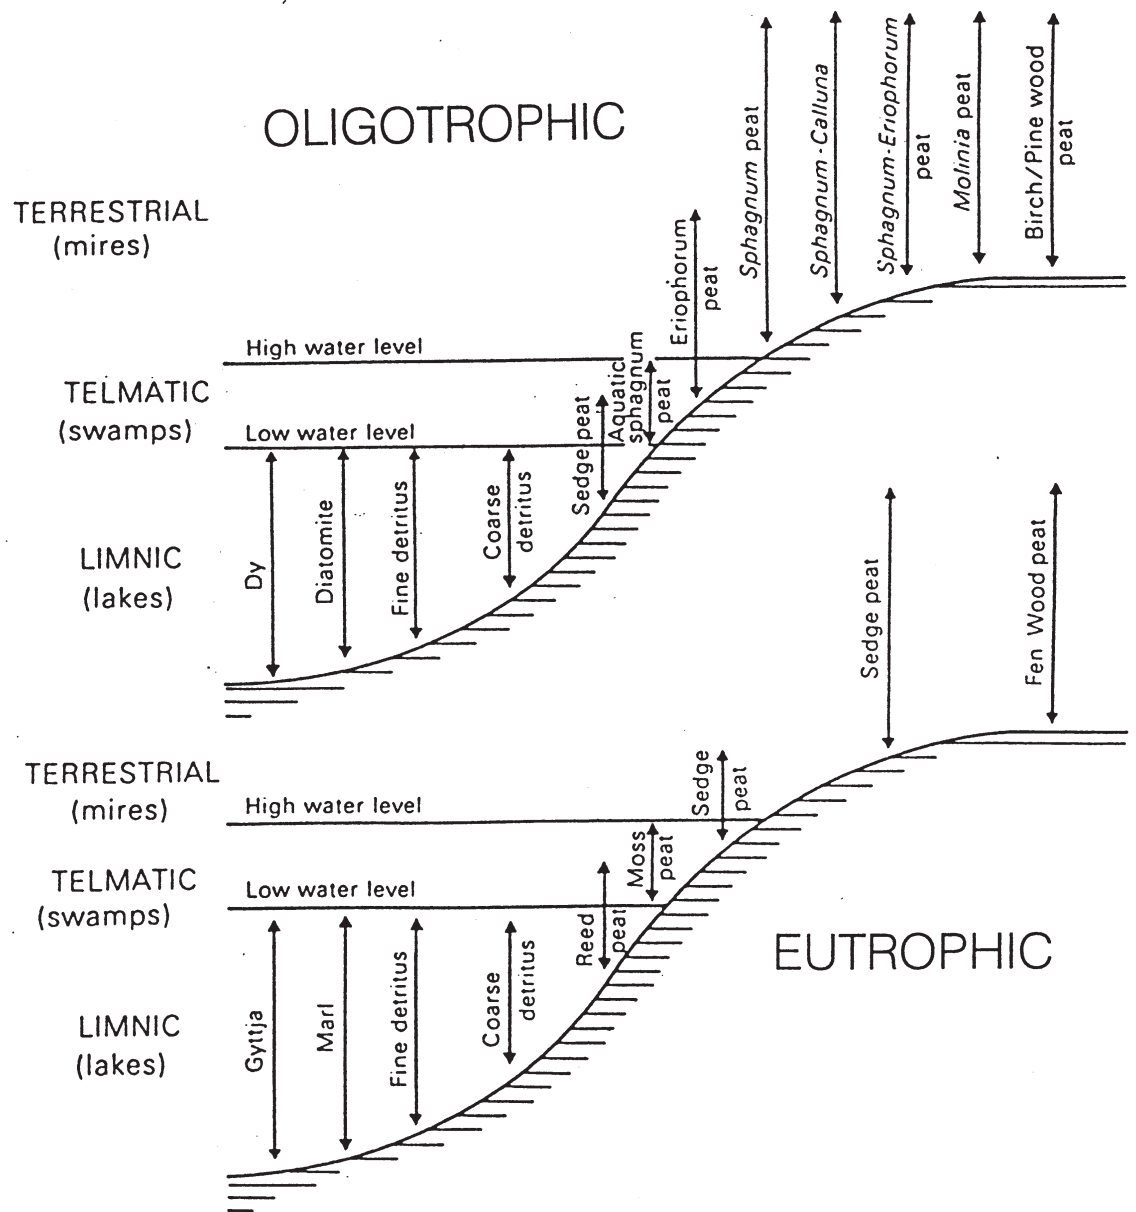 OLIGOTROPHIC
TERRESTRIAL
(mires)
High water level
TELMATIC
(swamps)
Low water level
LIMNIC
(lakes)
Dy
Diatomite
Fine detritus
Coarse
detritus
Sedge peat
Aquatic
sphagnum
peat
Eriophorum
peat
Sphagnum peat
Sphagnum-Calluna
Sphagnum-Eriophorum
peat
Molinia peat
Birch/Pine wood
peat
EUTROPHIC
TERRESTRIAL
(mires)
High water level
TELMATIC
(swamps)
Low water level
LIMNIC
(lakes)
Gyttja
Marl
Fine detritus
Coarse
detritus
Reed
peat
Moss
peat
Sedge
peat
Sedge peat
Fen Wood peat